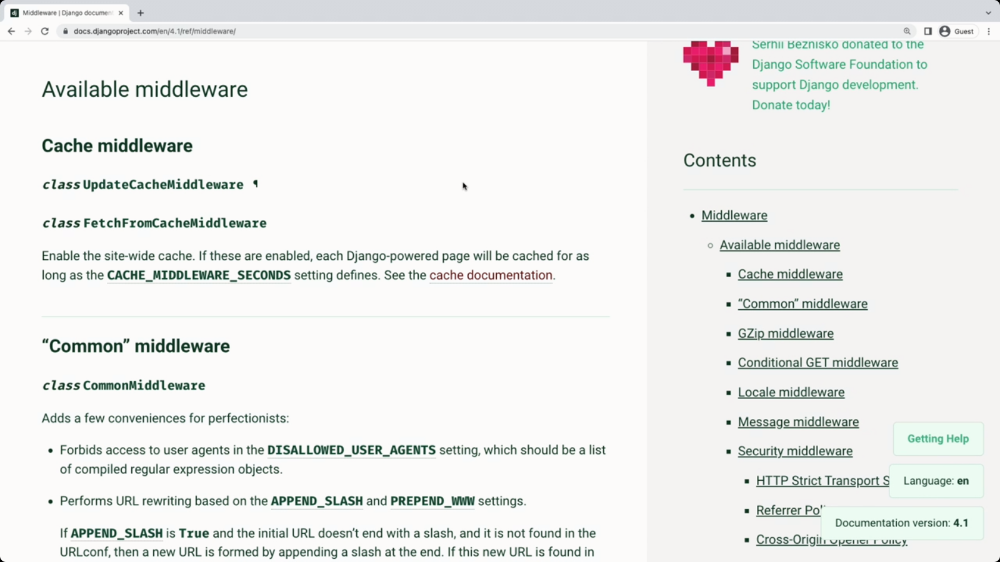 Middleware | Django documen
docs.djangoproject.com/en/4.1/ref/middleware/
Guest
Available middleware
Cache middleware
class UpdateCacheMiddleware ¶
class FetchFromCacheMiddleware
Enable the site-wide cache. If these are enabled, each Django-powered page will be cached for as
long as the CACHE_MIDDLEWARE_SECONDS setting defines. See the cache documentation.
“Common” middleware
class CommonMiddleware
Adds a few conveniences for perfectionists:
• Forbids access to user agents in the DISALLOWED_USER_AGENTS setting, which should be a list
of compiled regular expression objects.
• Performs URL rewriting based on the APPEND_SLASH and PREPEND_WWW settings.
If APPEND_SLASH is True and the initial URL doesn’t end with a slash, and it is not found in the
URLconf, then a new URL is formed by appending a slash at the end. If this new URL is found in
Serhii Beznisko donated to the
Django Software Foundation to
support Django development.
Donate today!
Contents
Middleware
Available middleware
Cache middleware
“Common” middleware
GZip middleware
Conditional GET middleware
Locale middleware
Message middleware
Security middleware
HTTP Strict Transport S
Referrer Pol
Cross-Origin Opener Policy
Getting Help
Language: en
Documentation version: 4.1